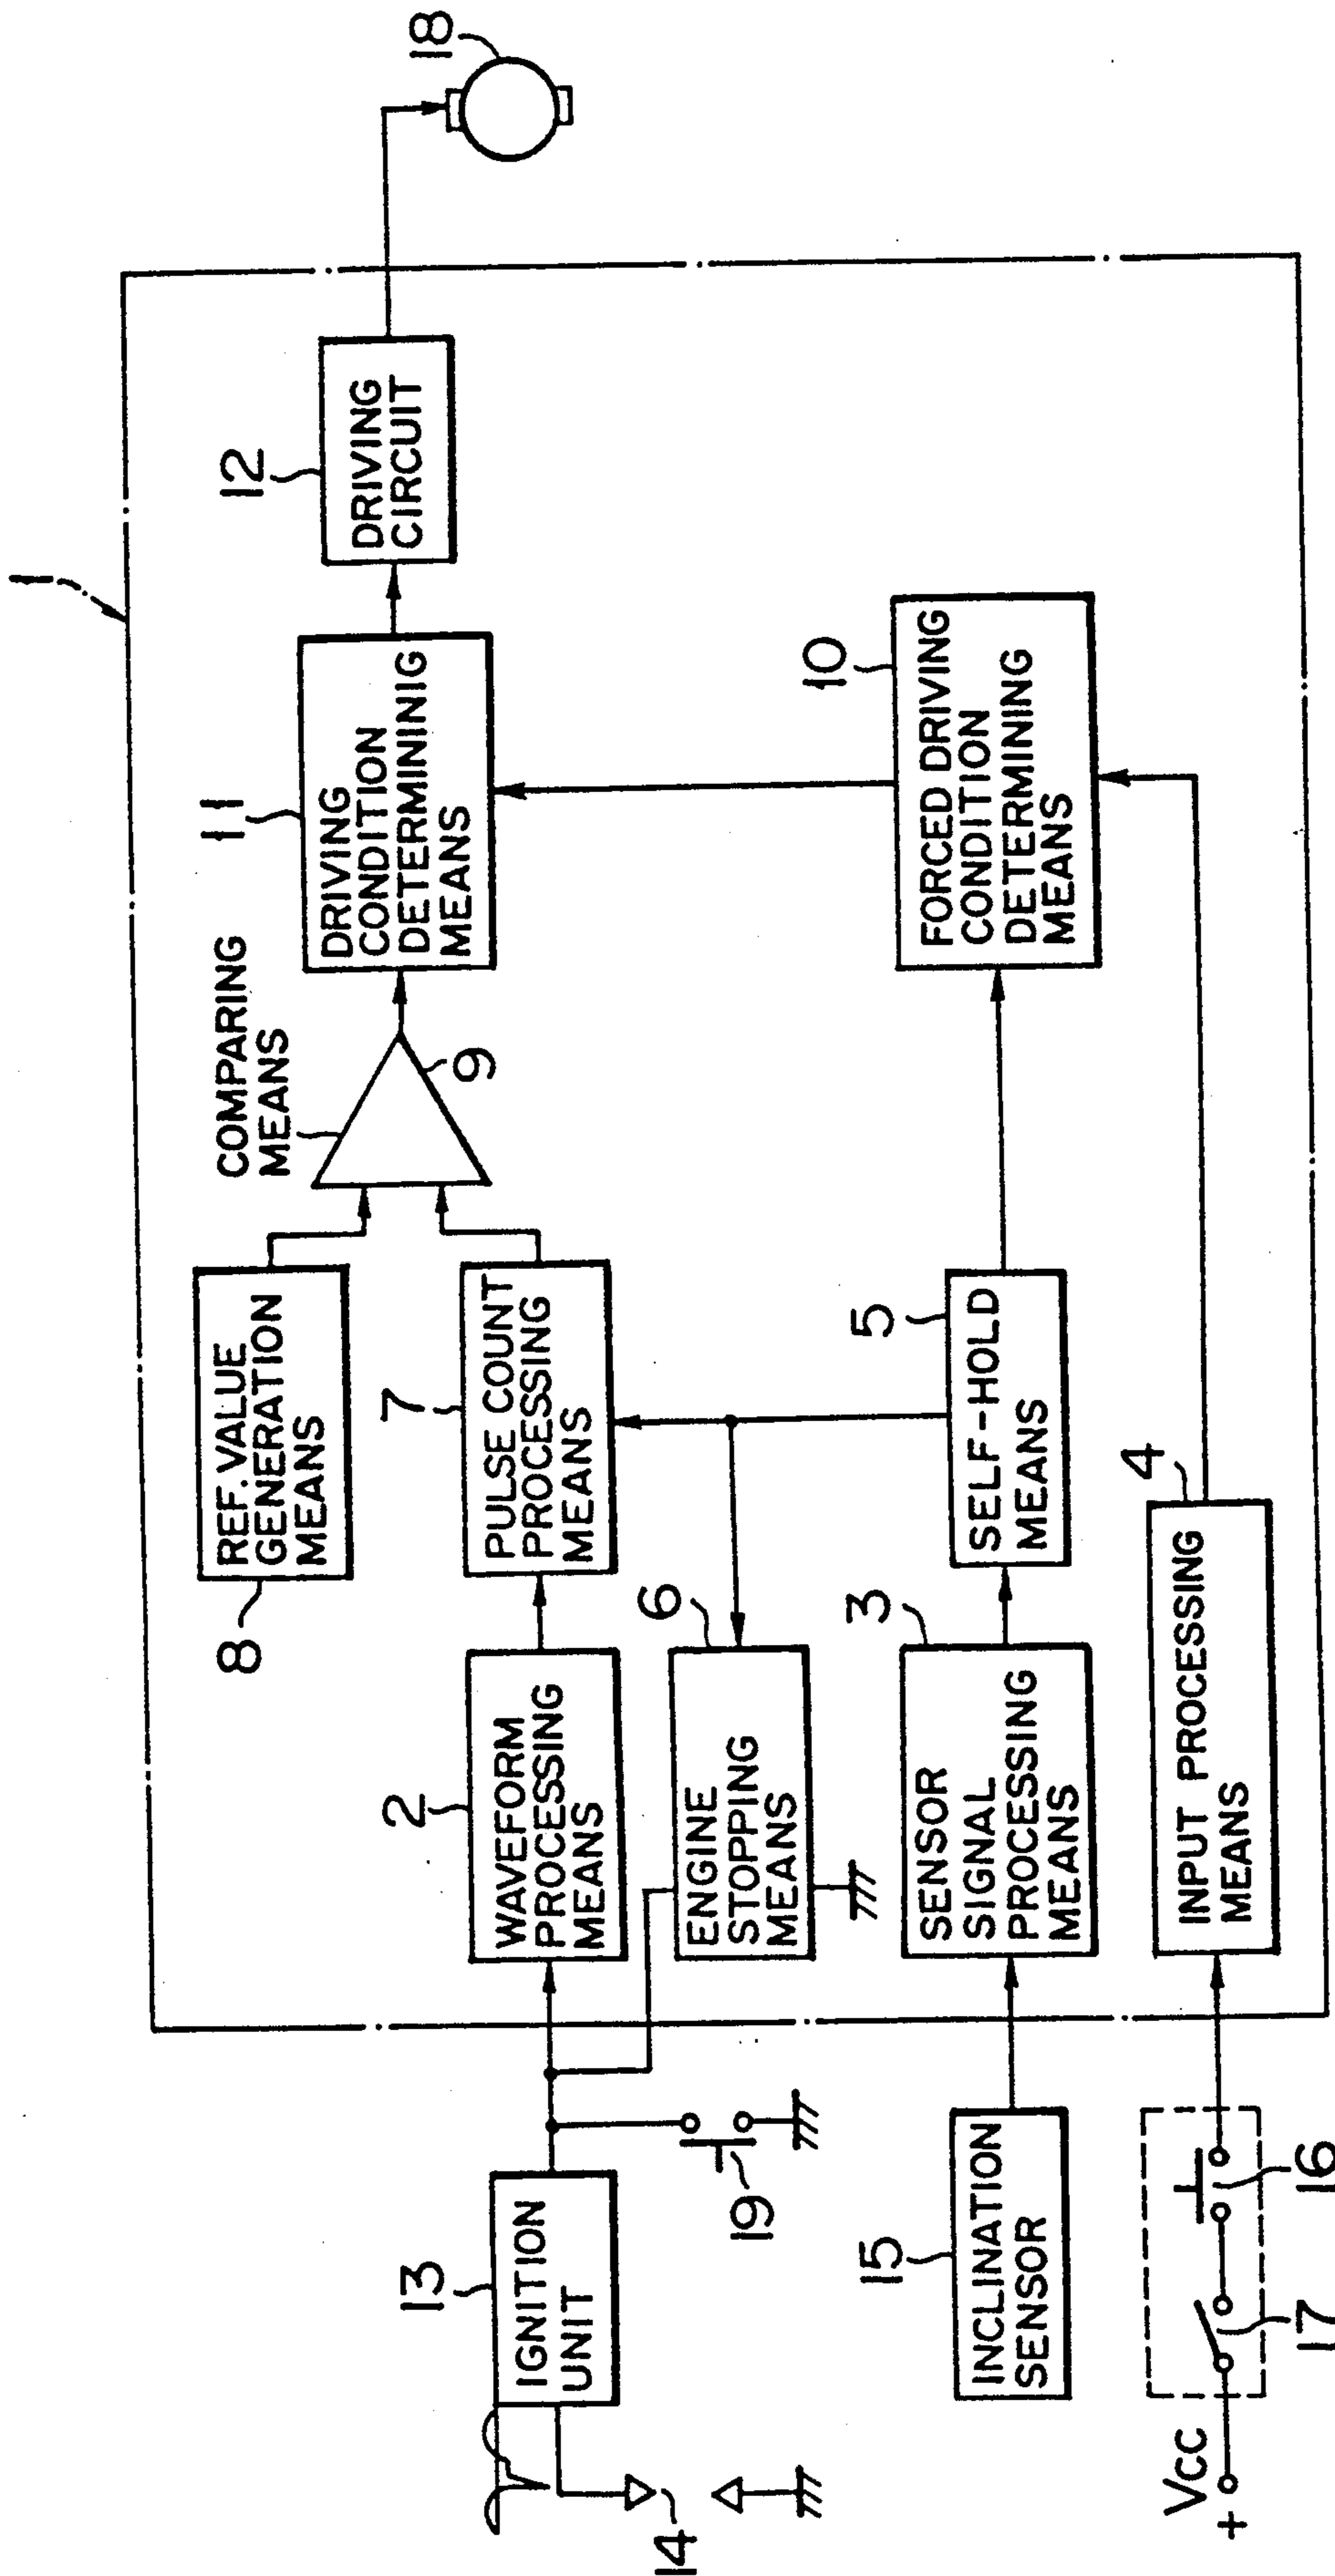 1
8
REF. VALUE
GENERATION
MEANS
COMPARING
MEANS
9
11
DRIVING
CONDITION
DETERMININIG
MEANS
12
DRIVING
CIRCUIT
18
13
IGNITION
UNIT
14
19
2
WAVEFORM
PROCESSING
MEANS
7
PULSE COUNT
PROCESSING
MEANS
6
ENGINE
STOPPING
MEANS
15
INCLINATION
SENSOR
3
SENSOR
SIGNAL
PROCESSING
MEANS
5
SELF-HOLD
MEANS
10
FORCED DRIVING
CONDITION
DETERMINING
MEANS
VCC
+
17
16
4
INPUT PROCESSING
MEANS